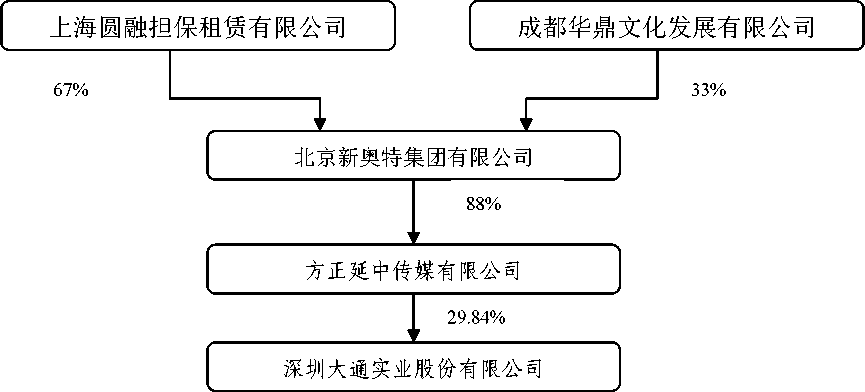 上海圆融担保租赁有限公司
成都华鼎文化发展有限公司
67%
33%
北京新奥特集团有限公司
88%
方正延中传媒有限公司
29.84%
深圳大通实业股份有限公司